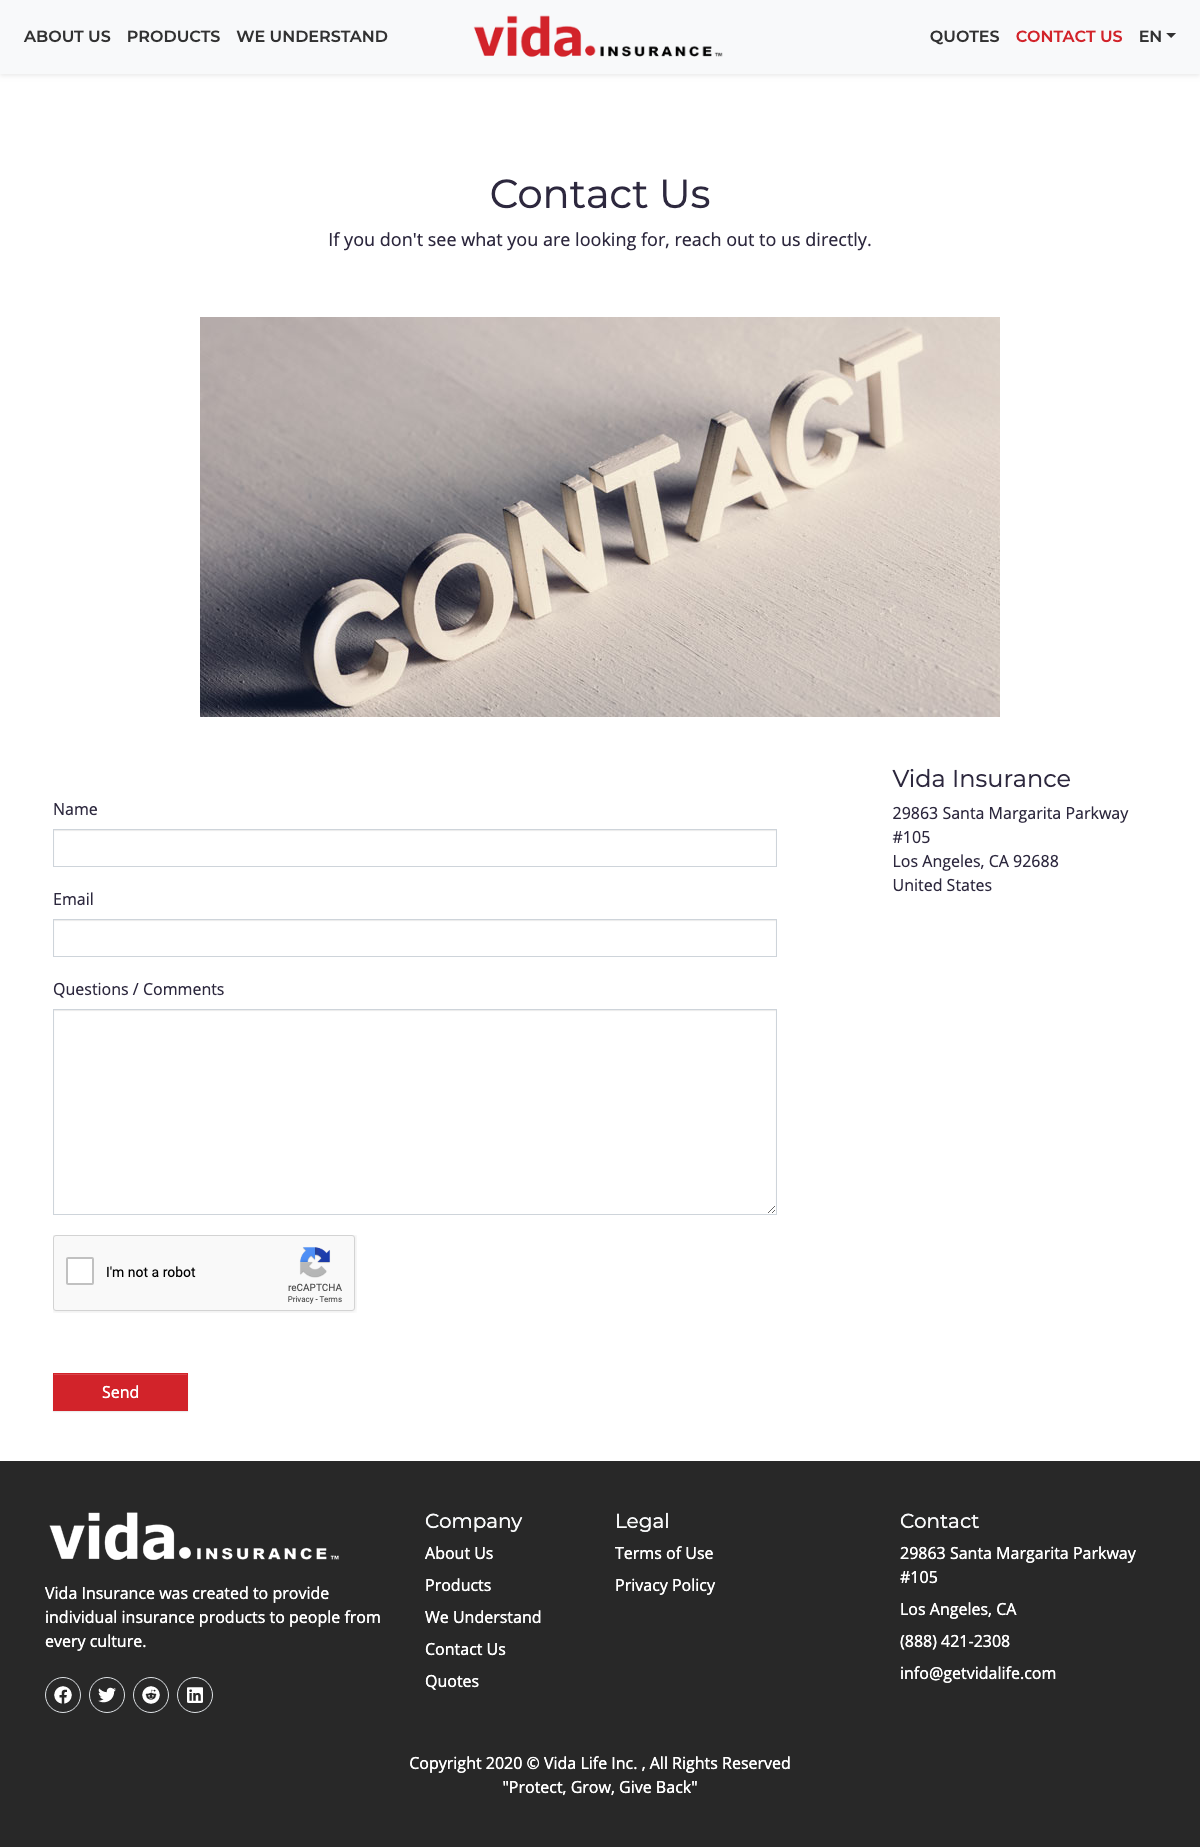 ABOUT US PRODUCTS WE UNDERSTAND
vida.INSURANCE™
QUOTES CONTACT US EN
Contact Us
If you don't see what you are looking for, reach out to us directly.
CONTACT
Name
Email
Questions / Comments
I'm not a robot
reCAPTCHA
Privacy - Terms
Send
Vida Insurance
29863 Santa Margarita Parkway
#105
Los Angeles, CA 92688
United States
vida.INSURANCE™
Vida Insurance was created to provide
individual insurance products to people from
every culture.
Company
About Us
Products
We Understand
Contact Us
Quotes
Legal
Terms of Use
Privacy Policy
Contact
29863 Santa Margarita Parkway
#105
Los Angeles, CA
(888) 421-2308
info@getvidalife.com
Copyright 2020 © Vida Life Inc. , All Rights Reserved
"Protect, Grow, Give Back"